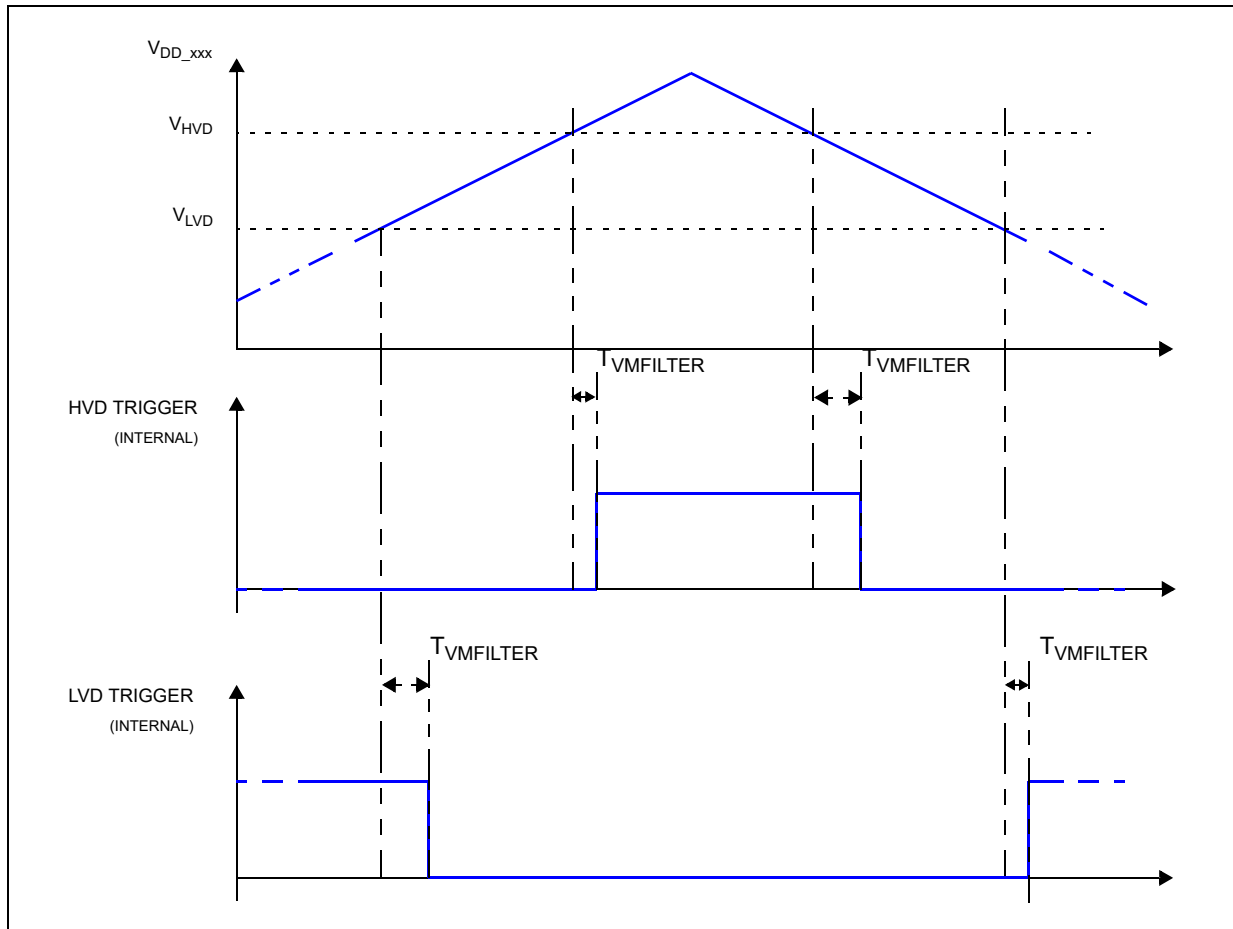 VDD_xxx
VHVD
VLVD
TVMFILTER TVMFILTER
HVD TRIGGER
(INTERNAL)
TVMFILTER TVMFILTER
LVD TRIGGER
(INTERNAL)